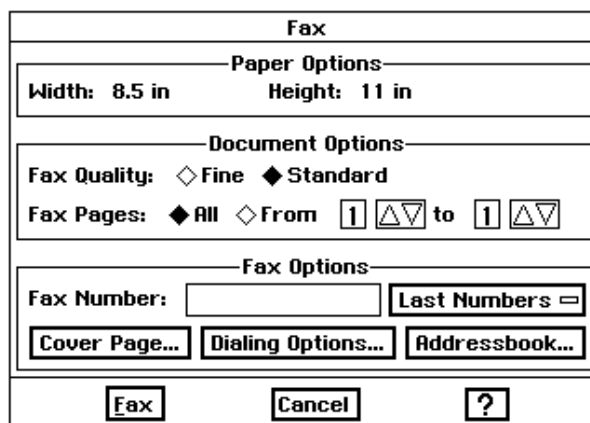 Fax
Paper Options
Width: 8.5 in Height: 11 in
Document Options
Fax Quality: Fine Standard
Fax Pages: All From 1 to 1
Fax Options
Fax Number: Last Numbers
Cover Page... Dialing Options... Addressbook...
Fax Cancel ?